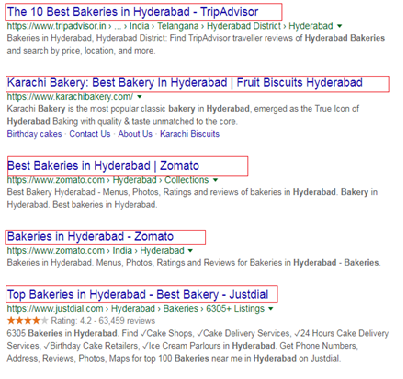 The 10 Best Bakeries in Hyderabad - TripAdvisor
https://www.tripadvisor.in › ... › India › Telangana › Hyderabad District › Hyderabad ▼
Bakeries in Hyderabad, Hyderabad District: Find TripAdvisor traveller reviews of Hyderabad Bakeries
and search by price, location, and more.
Karachi Bakery: Best Bakery In Hyderabad | Fruit Biscuits Hyderabad
https://www.karachibakery.com/ ▼
Karachi Bakery is the most popular classic bakery in Hyderabad, emerged as the True Icon of
Hyderabad Baking with quality & taste unmatched to the core.
Birthday cakes · Contact Us · About Us · Karachi Biscuits
Best Bakeries in Hyderabad | Zomato
https://www.zomato.com › Hyderabad › Collections ▼
Best Bakery Hyderabad - Menus, Photos, Ratings and reviews of bakeries in Hyderabad. Bakery in
Hyderabad. Best bakeries in Hyderabad.
Bakeries in Hyderabad - Zomato
https://www.zomato.com › India › Hyderabad ▼
Bakeries in Hyderabad. Menus, Photos, Ratings and Reviews for Bakeries in Hyderabad - Bakeries.
Top Bakeries in Hyderabad - Best Bakery - Justdial
https://www.justdial.com › Hyderabad › Bakeries › 6305+ Listings ▼
★★★★★ Rating: 4.2 - 63,459 reviews
6305 Bakeries in Hyderabad. Find ✓Cake Shops, ✓Cake Delivery Services, ✓24 Hours Cake Delivery
Services, ✓Birthday Cake Retailers, ✓Ice Cream Parlours in Hyderabad. Get Phone Numbers,
Address, Reviews, Photos, Maps for top 100 Bakeries near me in Hyderabad on Justdial.